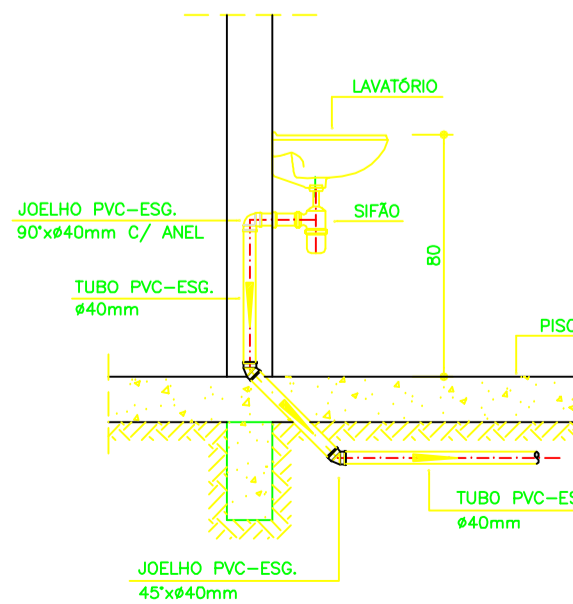 LAVATÓRIO
JOELHO PVC-ESG.
90°xø40mm C/ ANEL
SIFÃO
80
TUBO PVC-ESG.
ø40mm
PISC
TUBO PVC-ES
ø40mm
JOELHO PVC-ESG.
45°xø40mm